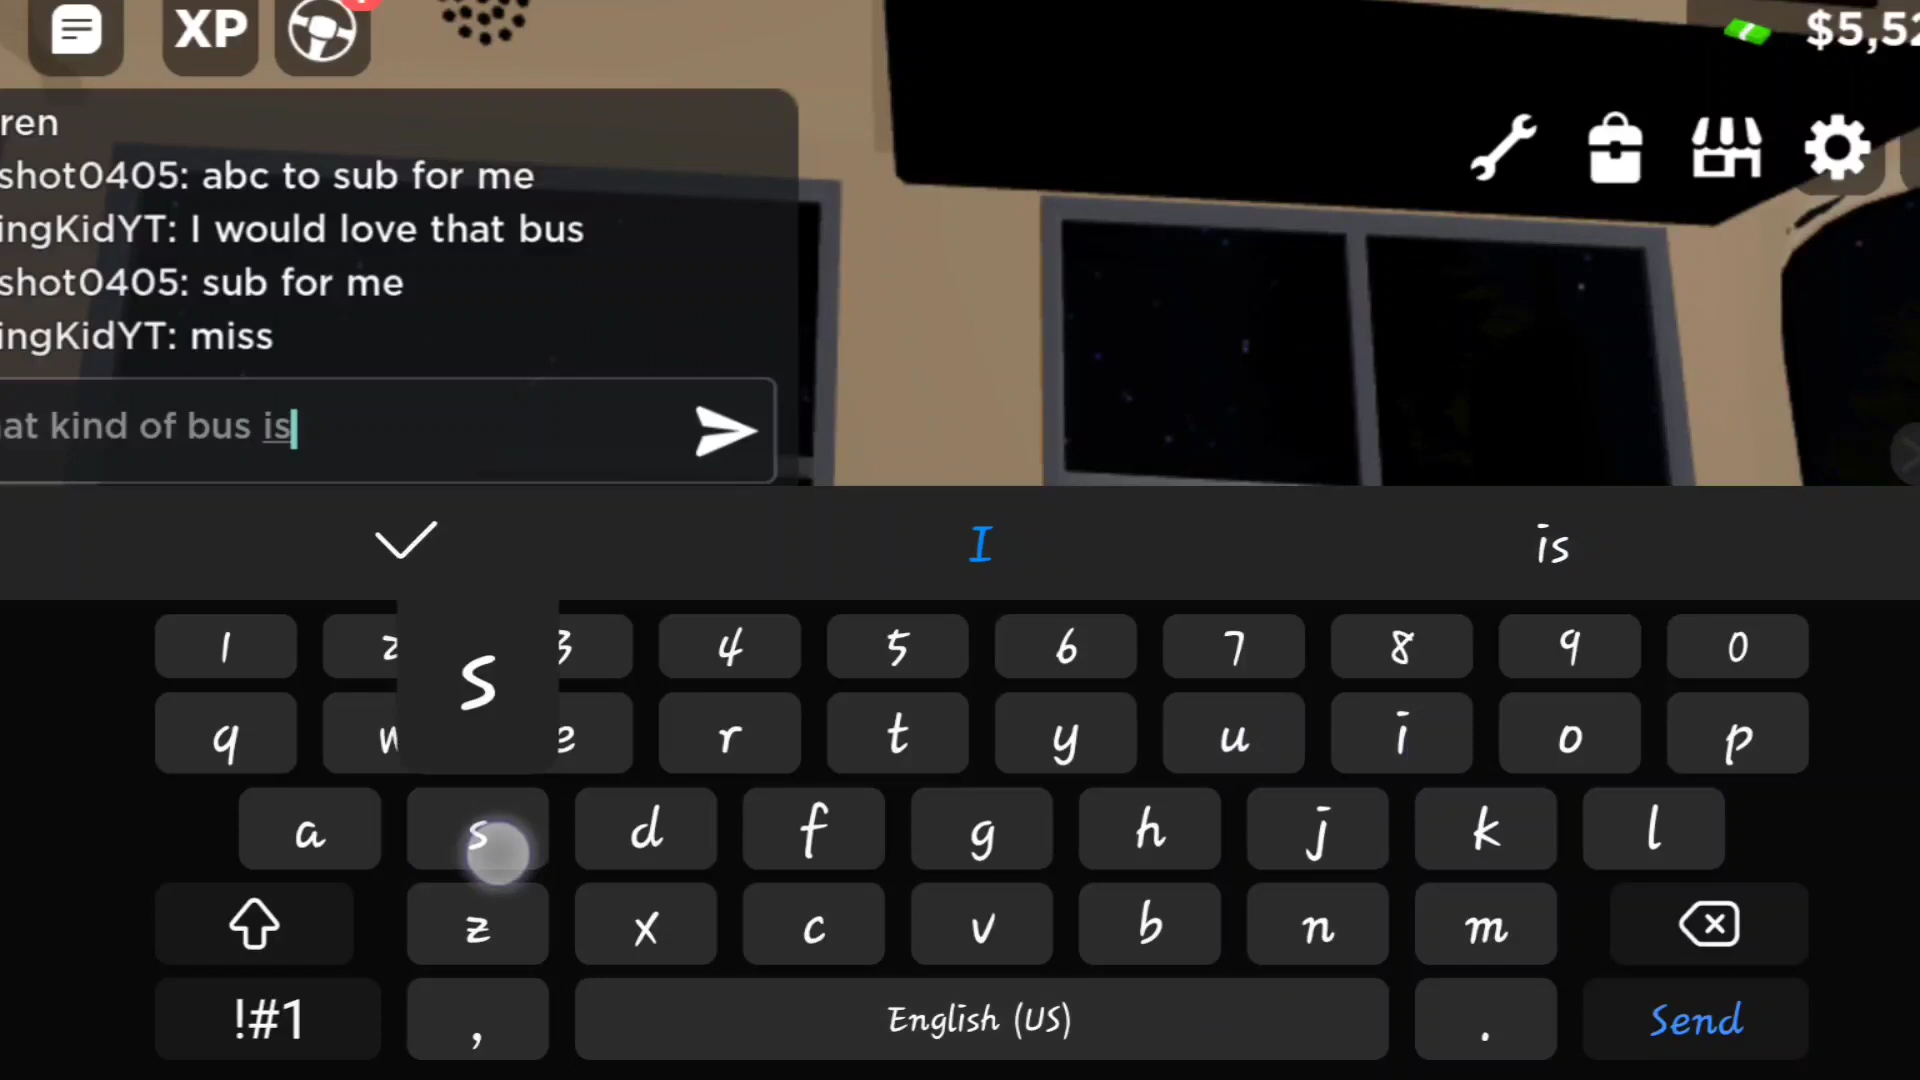 XP
$5,52
ren
shot0405: abc to sub for me
ingKidYT: I would love that bus
shot0405: sub for me
ingKidYT: miss
at kind of bus is
I
is
1 2 3 4 5 6 7 8 9 0
s
q w e r t y u i o p
a s d f g h j k l
z x c v b n m
!#1 , English (US) . Send